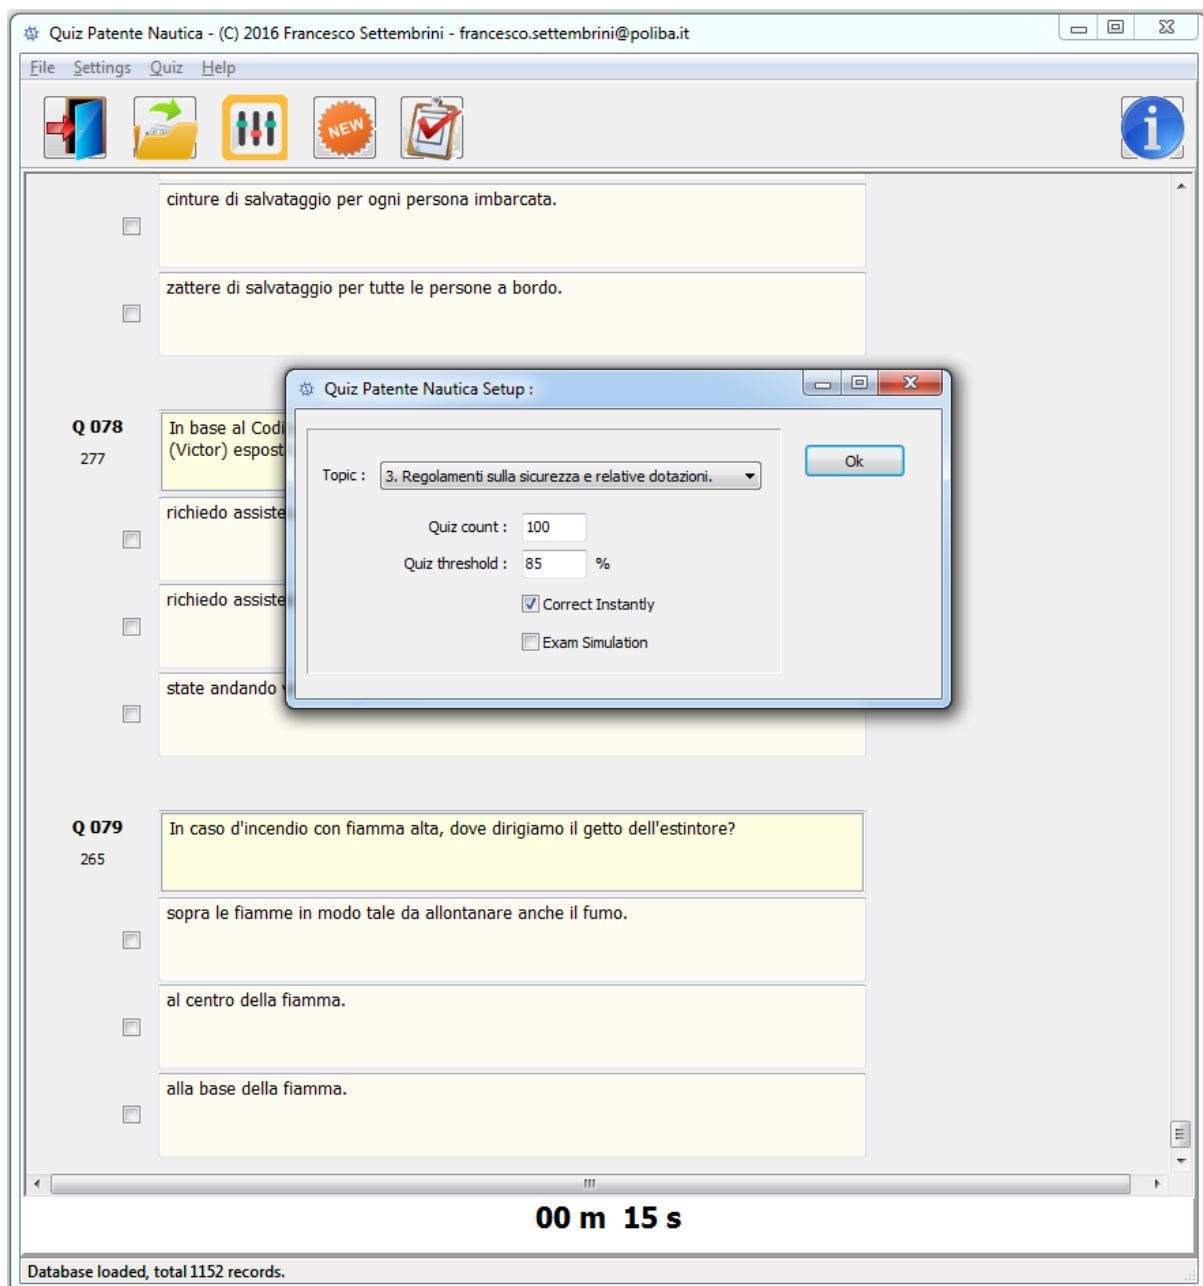 Quiz Patente Nautica - (C) 2016 Francesco Settembrini - francesco.settembrini@poliba.it
File Settings Quiz Help
NEW
i
cinture di salvataggio per ogni persona imbarcata.
zattere di salvataggio per tutte le persone a bordo.
Q 078
277
In base al Codi
(Victor) espost
richiedo assiste
richiedo assiste
state andando
Quiz Patente Nautica Setup :
Topic : 3. Regolamenti sulla sicurezza e relative dotazioni.
Ok
Quiz count : 100
Quiz threshold : 85 %
Correct Instantly
Exam Simulation
Q 079
265
In caso d'incendio con fiamma alta, dove dirigiamo il getto dell'estintore?
sopra le fiamme in modo tale da allontanare anche il fumo.
al centro della fiamma.
alla base della fiamma.
00 m 15 s
Database loaded, total 1152 records.